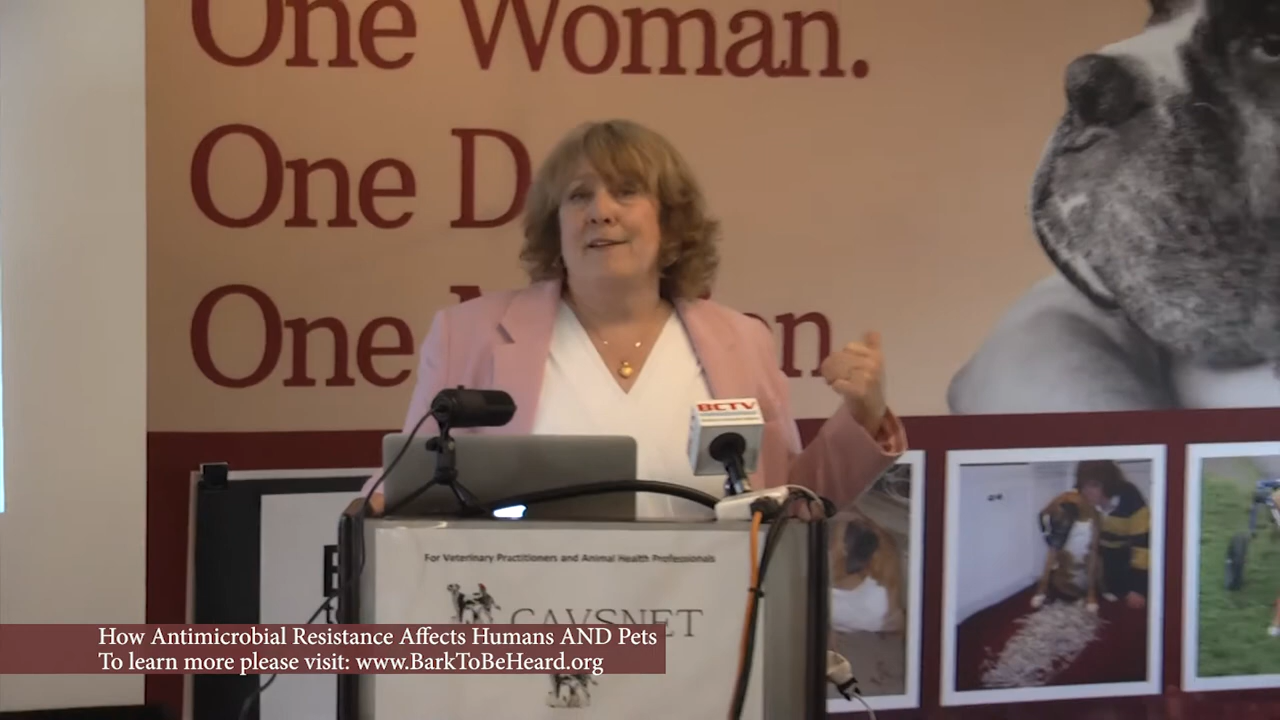 One Woman.
One D
One M on
BCTV
For Veterinary Practitioners and Animal Health Professionals
CAVSNET
How Antimicrobial Resistance Affects Humans AND Pets
To learn more please visit: www.BarkToBeHeard.org